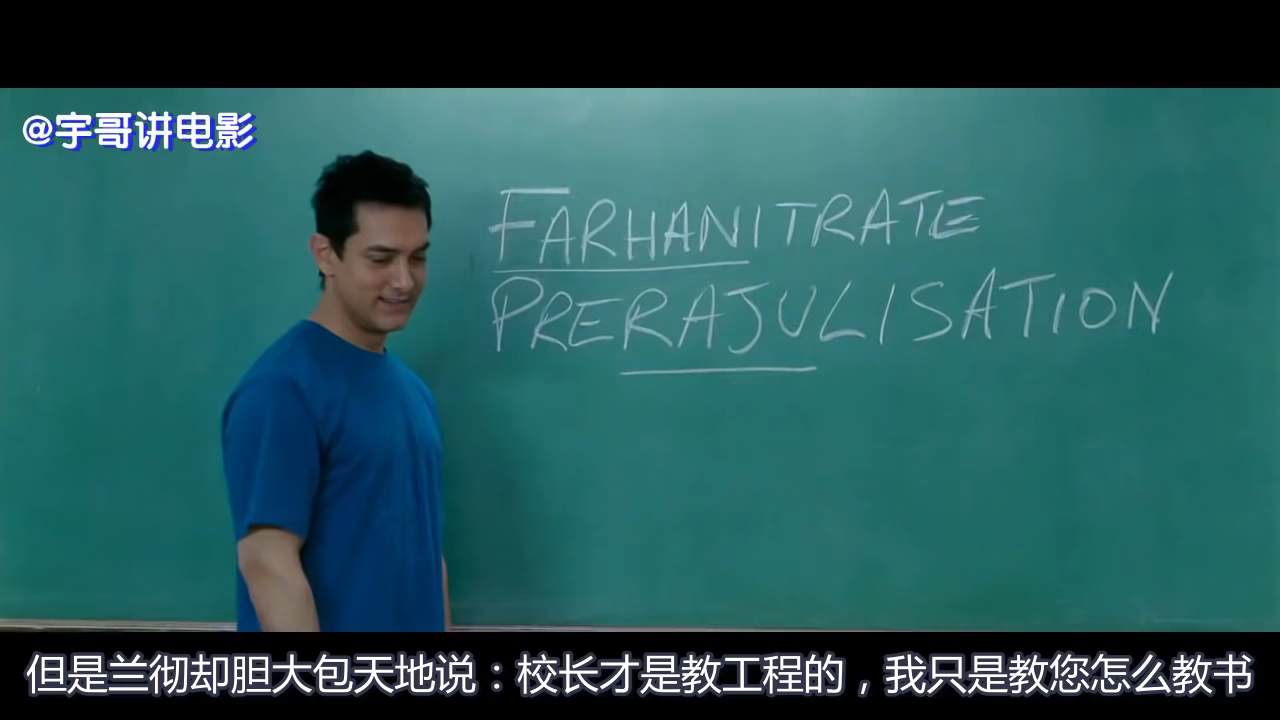 @宇哥讲电影
FARHANITRATE
PRERAJULISATION
但是兰彻却胆大包天地说：校长才是教工程的，我只是教您怎么教书